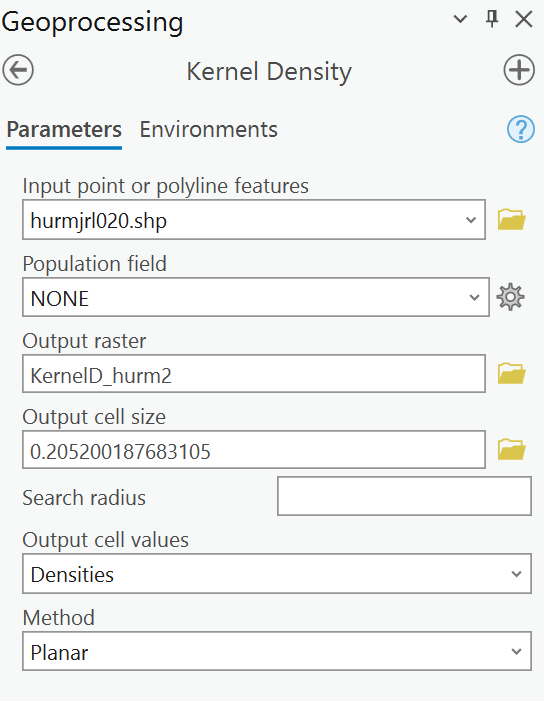 Geoprocessing
Kernel Density
Parameters Environments
Input point or polyline features
hurmjrl020.shp
Population field
NONE
Output raster
KernelD_hurm2
Output cell size
0.205200187683105
Search radius
Output cell values
Densities
Method
Planar